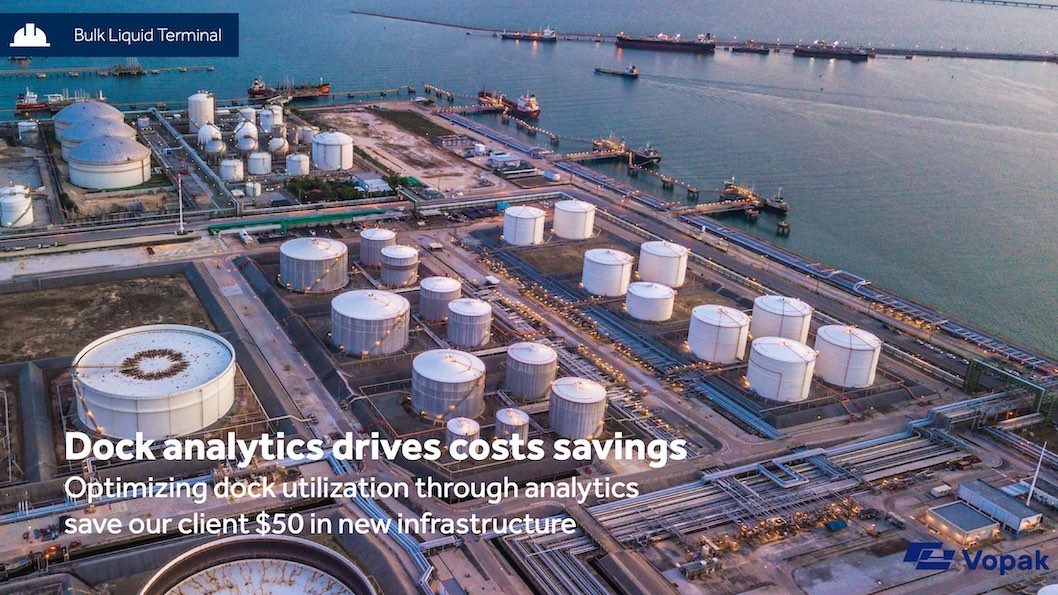 Bulk Liquid Terminal
Dock analytics drives costs savings
Optimizing dock utilization through analytics
save our client $50 in new infrastructure
Vopak